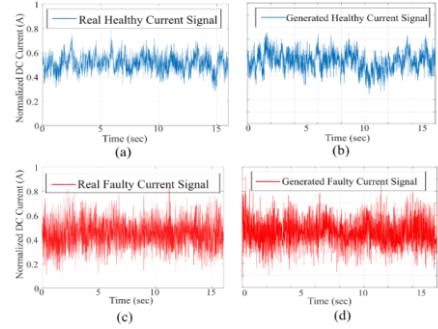 Real Healthy Current Signal
Normalized DC Current (A)
1
0.8
0.6
0.4
0.2
0
0 5 10 15
Time (sec)
(a)
Generated Healthy Current Signal
0 5 10 15
Time (sec)
(b)
Real Faulty Current Signal
Normalized DC Current (A)
1
0.8
0.6
0.4
0.2
0
0 5 10 15
Time (sec)
(c)
Generated Faulty Current Signal
5 10 15
Time (sec)
(d)